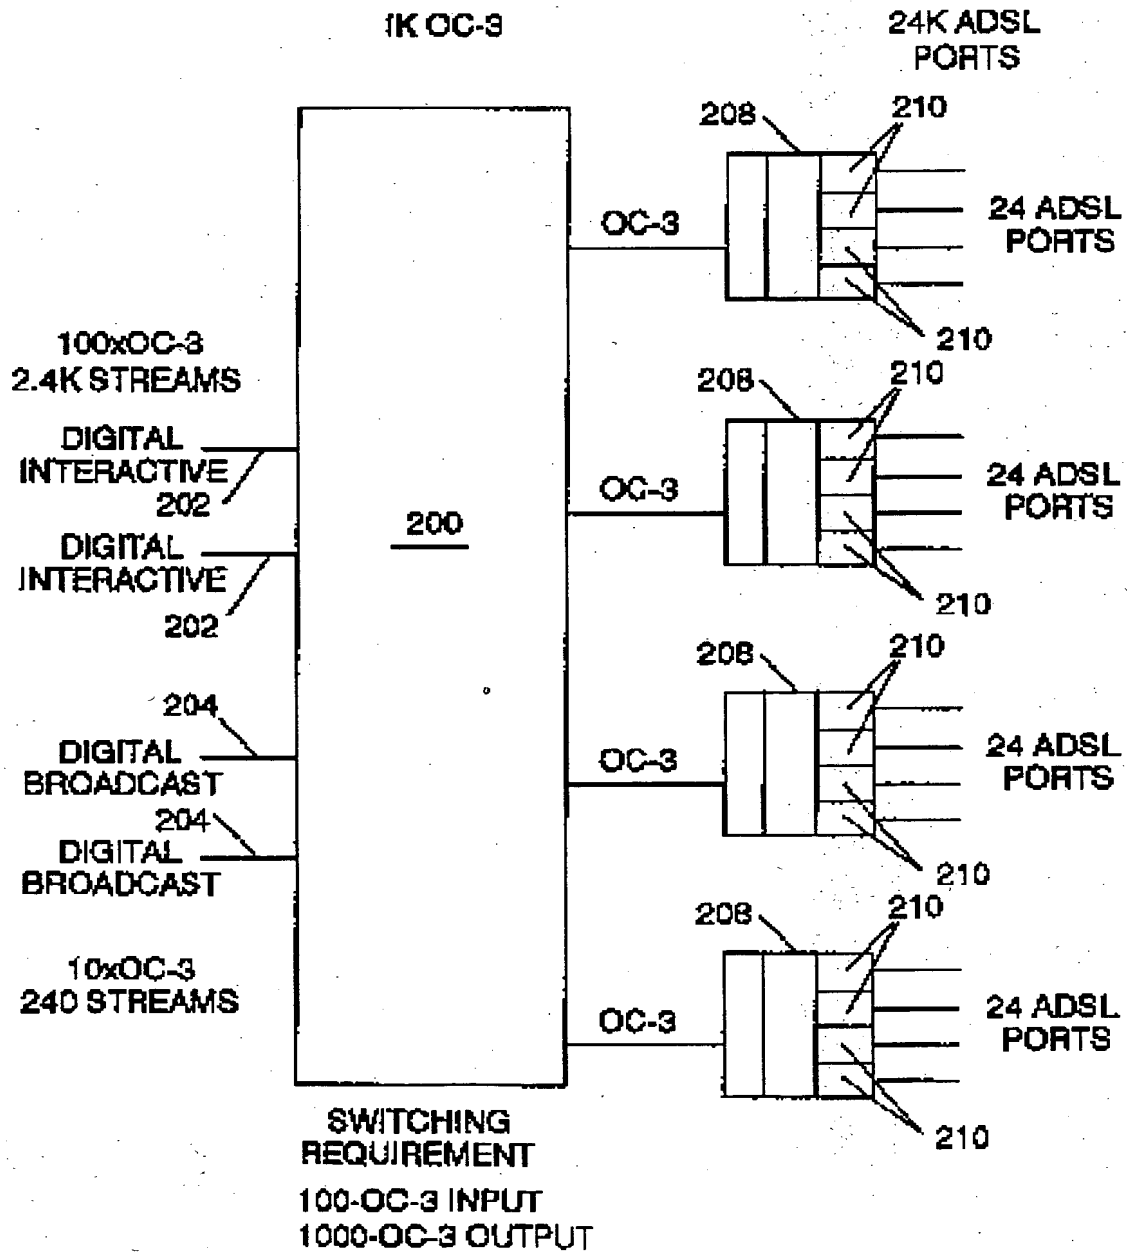 1K OC-3
24K ADSL
PORTS
208
210
OC-3
24 ADSL
PORTS
210
100xOC-3
2.4K STREAMS
208
210
DIGITAL
INTERACTIVE
202
OC-3
24 ADSL
PORTS
200
DIGITAL
INTERACTIVE
202
210
208
210
204
DIGITAL
BROADCAST
OC-3
24 ADSL
PORTS
204
DIGITAL
BROADCAST
210
208
210
10xOC-3
240 STREAMS
OC-3
24 ADSL
PORTS
210
SWITCHING
REQUIREMENT
100-OC-3 INPUT
1000-OC-3 OUTPUT